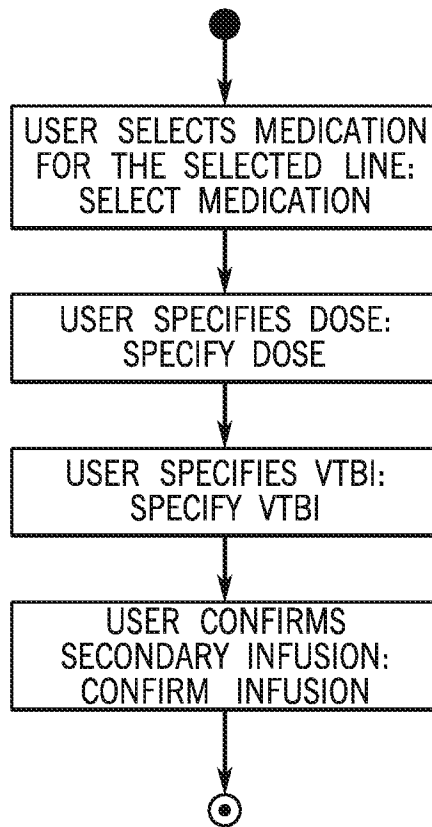 USER SELECTS MEDICATION
FOR THE SELECTED LINE:
SELECT MEDICATION
USER SPECIFIES DOSE:
SPECIFY DOSE
USER SPECIFIES VTBI:
SPECIFY VTBI
USER CONFIRMS
SECONDARY INFUSION:
CONFIRM INFUSION